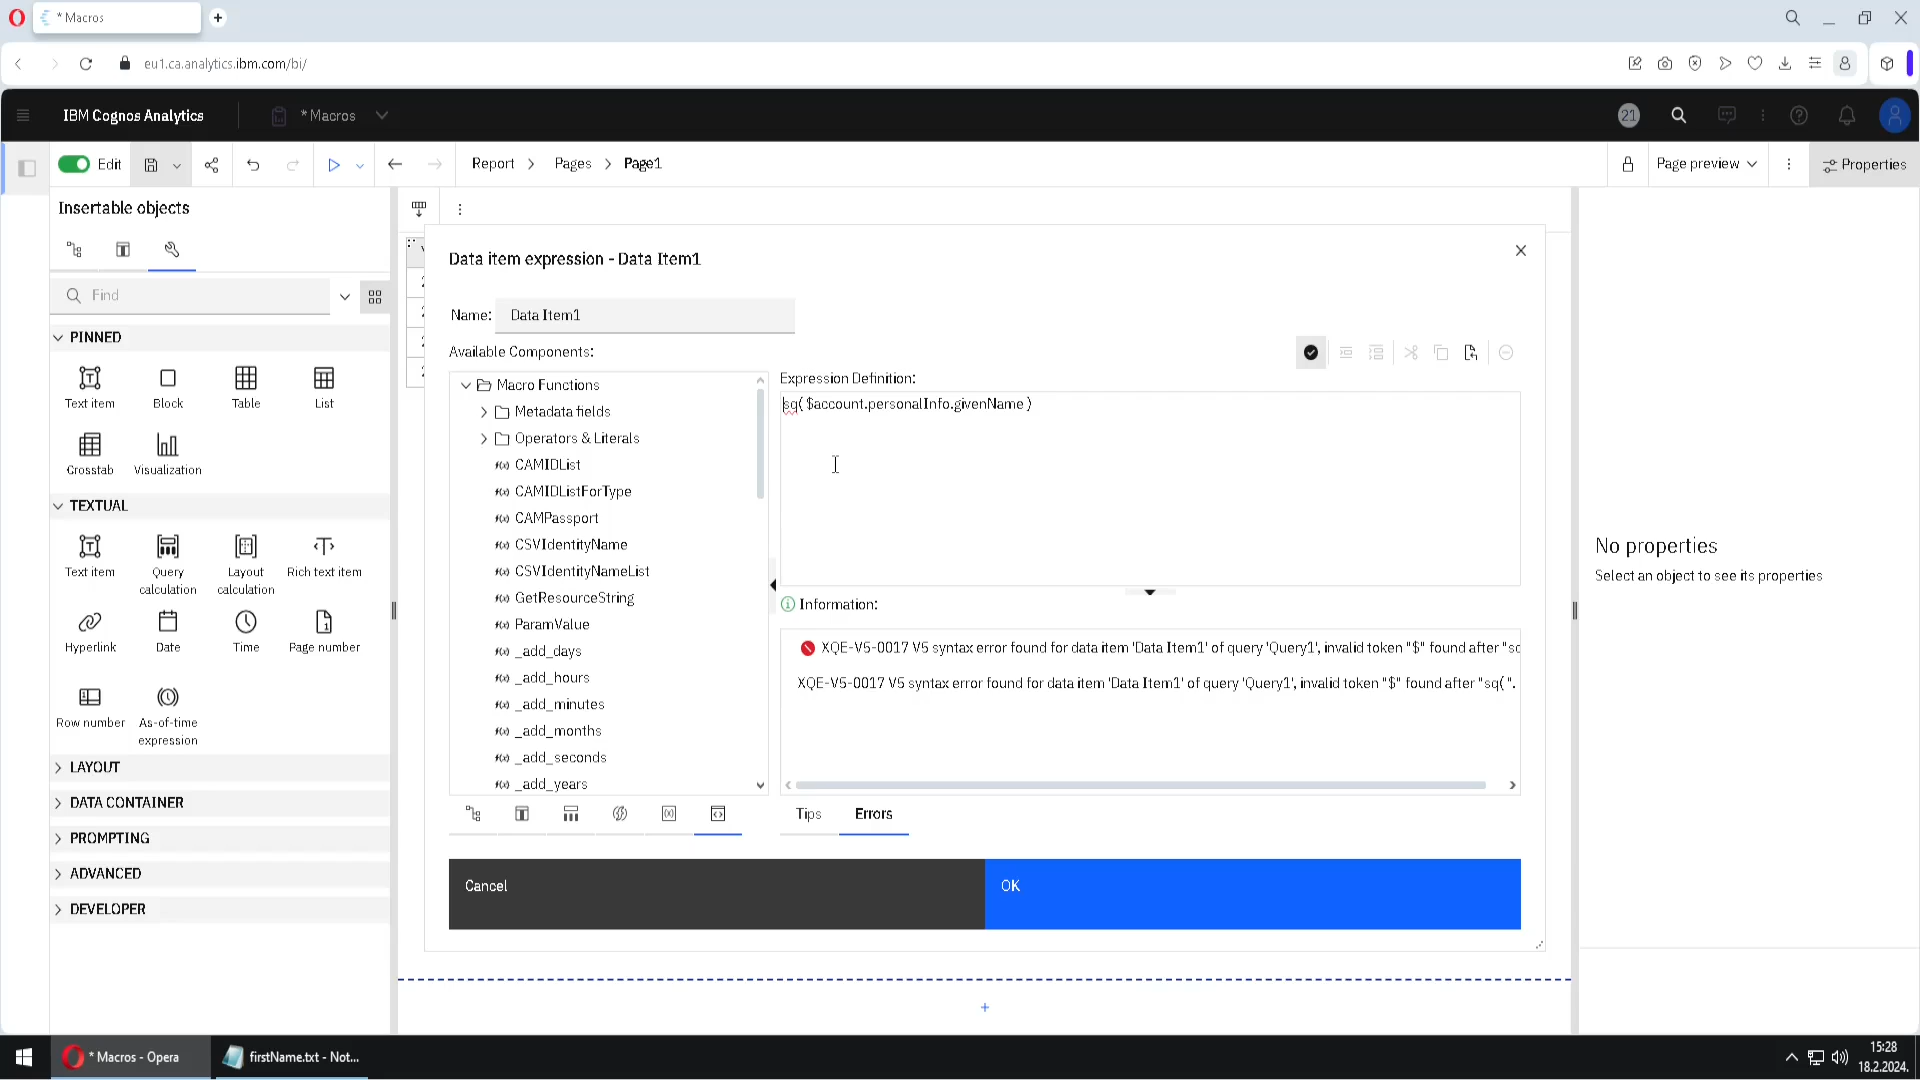 * Macros
eu1.ca.analytics.ibm.com/bi/
IBM Cognos Analytics
* Macros
21
Edit
Report
Pages
Page1
Page preview
Properties
Insertable objects
Find
PINNED
Text item
Block
Table
List
Crosstab
Visualization
TEXTUAL
Text item
Query calculation
Layout calculation
Rich text item
Hyperlink
Date
Time
Page number
Row number
As-of-time expression
LAYOUT
DATA CONTAINER
PROMPTING
ADVANCED
DEVELOPER
Data item expression - Data Item1
Name:
Data Item1
Available Components:
Macro Functions
Metadata fields
Operators & Literals
CAMIDList
CAMIDListForType
CAMPassport
CSVIdentityName
CSVIdentityNameList
GetResourceString
ParamValue
_add_days
_add_hours
_add_minutes
_add_months
_add_seconds
_add_years
Expression Definition:
sq($account.personalInfo.givenName)
Information:
XQE-V5-0017 V5 syntax error found for data item 'Data Item1' of query 'Query1', invalid token "$" found after "sq
XQE-V5-0017 V5 syntax error found for data item 'Data Item1' of query 'Query1', invalid token "$" found after "sq( ".
Tips
Errors
Cancel
OK
No properties
Select an object to see its properties
* Macros - Opera
firstName.txt - Not...
15:28
18.2.2024.